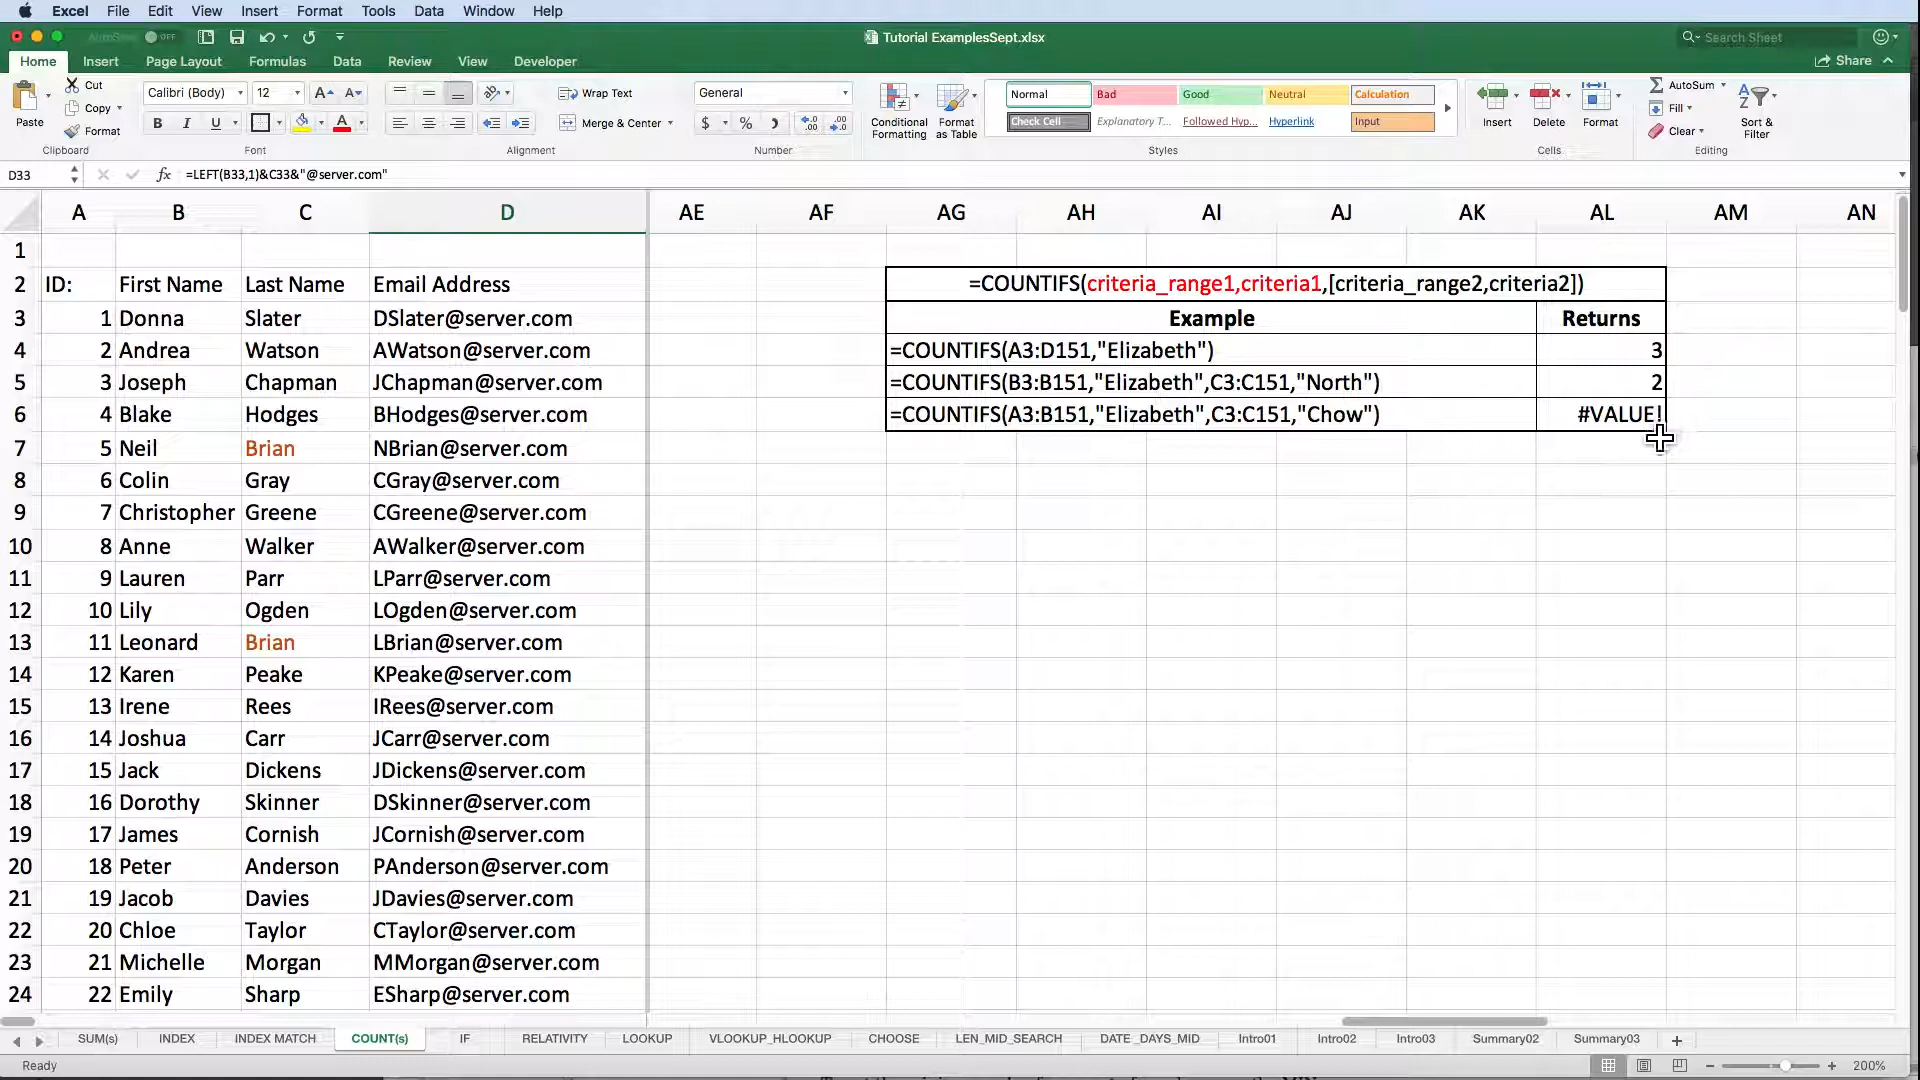 Excel File Edit View Insert Format Tools Data Window Help
AutoSave OFF Tutorial ExamplesSept.xlsx Search Sheet
Home Insert Page Layout Formulas Data Review View Developer Share
Paste Cut Copy Format Clipboard
Calibri (Body) 12 A A B I U A Font
Wrap Text Merge & Center Alignment
General $ % Number
Conditional Formatting Format as Table
Normal Bad Good Neutral Calculation
Check Cell Explanatory T... Followed Hyp... Hyperlink Input
Styles
Insert Delete Format Cells
AutoSum Fill Clear Sort & Filter Editing
D33 fx =LEFT(B33,1)&C33&"@server.com"
A B C D AE AF AG AH AI AJ AK AL AM AN
1
2 ID: First Name Last Name Email Address =COUNTIFS(criteria_range1,criteria1,[criteria_range2,criteria2])
3 1 Donna Slater DSlater@server.com Example Returns
4 2 Andrea Watson AWatson@server.com =COUNTIFS(A3:D151,"Elizabeth") 3
5 3 Joseph Chapman JChapman@server.com =COUNTIFS(B3:B151,"Elizabeth",C3:C151,"North") 2
6 4 Blake Hodges BHodges@server.com =COUNTIFS(A3:B151,"Elizabeth",C3:C151,"Chow") #VALUE!
7 5 Neil Brian NBrian@server.com
8 6 Colin Gray CGray@server.com
9 7 Christopher Greene CGreene@server.com
10 8 Anne Walker AWalker@server.com
11 9 Lauren Parr LParr@server.com
12 10 Lily Ogden LOgden@server.com
13 11 Leonard Brian LBrian@server.com
14 12 Karen Peake KPeake@server.com
15 13 Irene Rees IRees@server.com
16 14 Joshua Carr JCarr@server.com
17 15 Jack Dickens JDickens@server.com
18 16 Dorothy Skinner DSkinner@server.com
19 17 James Cornish JCornish@server.com
20 18 Peter Anderson PAnderson@server.com
21 19 Jacob Davies JDavies@server.com
22 20 Chloe Taylor CTaylor@server.com
23 21 Michelle Morgan MMorgan@server.com
24 22 Emily Sharp ESharp@server.com
SUM(s) INDEX INDEX MATCH COUNT(s) IF RELATIVITY LOOKUP VLOOKUP_HLOOKUP CHOOSE LEN_MID_SEARCH DATE _DAYS_MID Intro01 Intro02 Intro03 Summary02 Summary03
Ready 200%